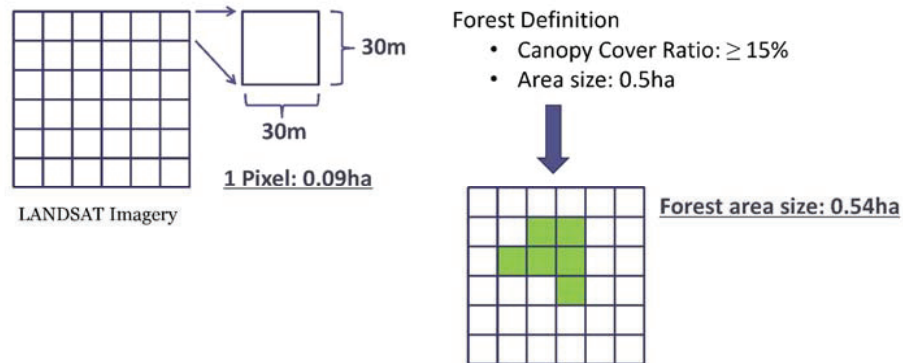 30m
30m
1 Pixel: 0.09ha
LANDSAT Imagery
Forest Definition
• Canopy Cover Ratio: ≥ 15%
• Area size: 0.5ha
Forest area size: 0.54ha